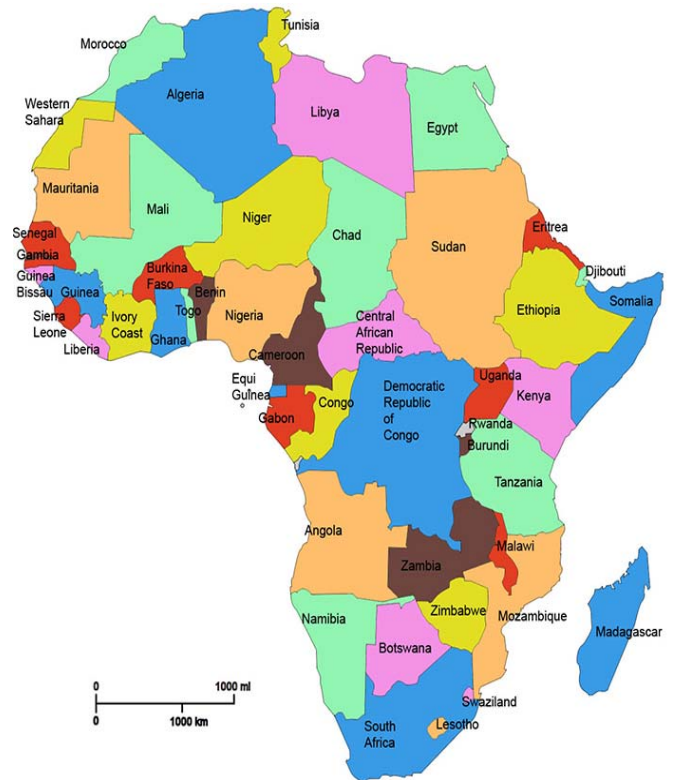 Tunisia
Morocco
Algeria
Western
Sahara
Libya
Egypt
Mauritania
Mali
Niger
Chad
Sudan
Eritrea
Senegal
Gambia
Guinea
Bissau
Guinea
Burkina
Faso
Benin
Djibouti
Somalia
Sierra
Leone
Ivory
Coast
Togo
Nigeria
Ethiopia
Central
African
Republic
Liberia
Ghana
Cameroon
Equi
Guinea
Gabon
Congo
Democratic
Republic
of
Congo
Uganda
Kenya
Rwanda
Burundi
Tanzania
Angola
Zambia
Malawi
Namibia
Zimbabwe
Mozambique
Botswana
Madagascar
Swaziland
South
Africa
Lesotho
0 1000 mi
0 1000 km